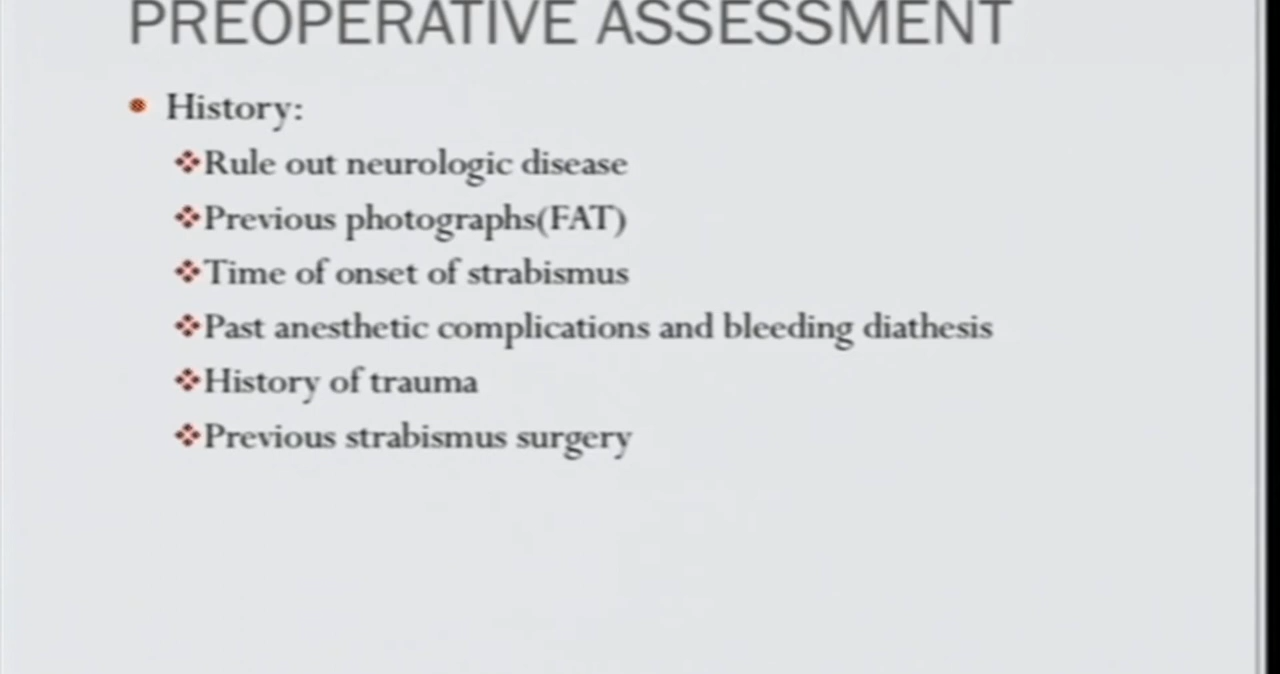 PREOPERATIVE ASSESSMENT
History:
Rule out neurologic disease
Previous photographs(FAT)
Time of onset of strabismus
Past anesthetic complications and bleeding diathesis
History of trauma
Previous strabismus surgery